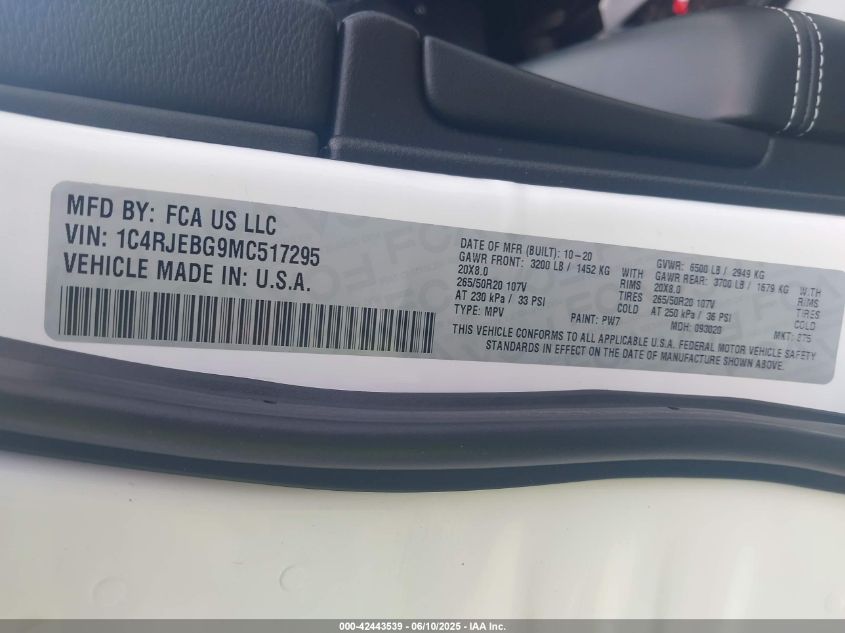 MFD BY: FCA US LLC
VIN: 1C4RJEBG9MC517295
VEHICLE MADE IN: U.S.A.
DATE OF MFR (BUILT): 10-20 GVWR: 6500 LB / 2949 KG
GAWR FRONT: 3200 LB / 1452 KG WITH GAWR REAR: 3700 LB / 1679 KG WITH
20X8.0 RIMS 20X8.0 RIMS
265/50R20 107V TIRES 265/50R20 107V TIRES
AT 230 kPa / 33 PSI COLD AT 250 kPa / 36 PSI COLD
TYPE: MPV PAINT: PW7 MDH: 093020 MKT:
THIS VEHICLE CONFORMS TO ALL APPLICABLE U.S.A. FEDERAL MOTOR VEHICLE SAFETY
STANDARDS IN EFFECT ON THE DATE OF MANUFACTURE SHOWN ABOVE.
000-42443539 - 06/10/2025 - IAA Inc.